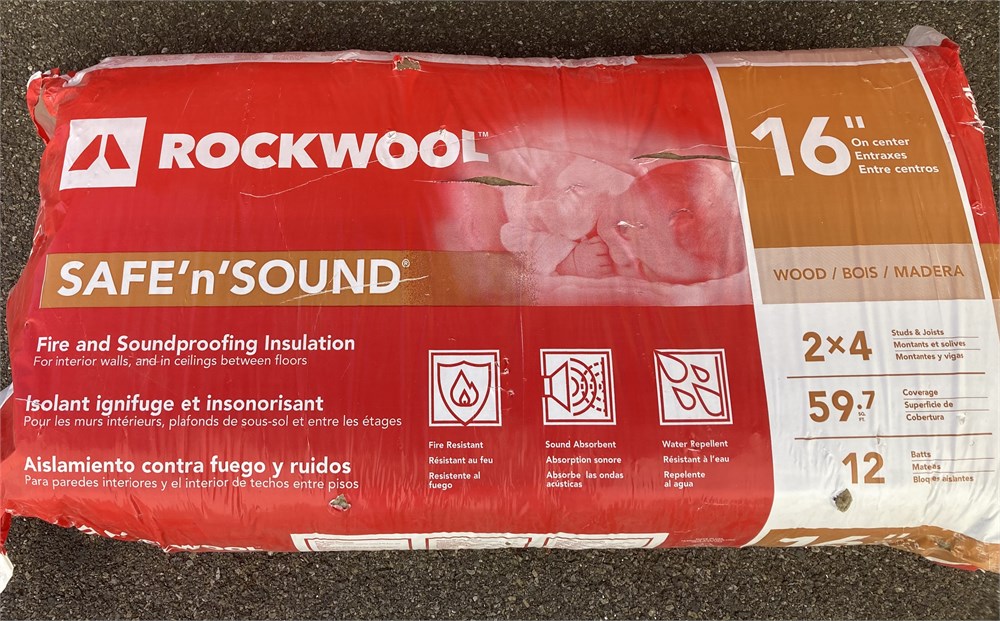 ROCKWOOL™
SAFE'n'SOUND®
Fire and Soundproofing Insulation
For interior walls, and in ceilings between floors
Isolant ignifuge et insonorisant
Pour les murs intérieurs, plafonds de sous-sol et entre les étages
Aislamiento contra fuego y ruidos
Para paredes interiores y el interior de techos entre pisos
Fire Resistant
Résistant au feu
Resistente al
fuego
Sound Absorbent
Absorption sonore
Absorbe las ondas
acústicas
Water Repellent
Résistant à l'eau
Repelente
al agua
16"
On center
Entraxes
Entre centros
WOOD / BOIS / MADERA
2×4
Studs & Joists
Montants et solives
Montantes y vigas
59.7
SQ.
FT.
Coverage
Superficie de
Cobertura
12
Batts
Mateas
Bloques aislantes
ROCKWOOL
16"